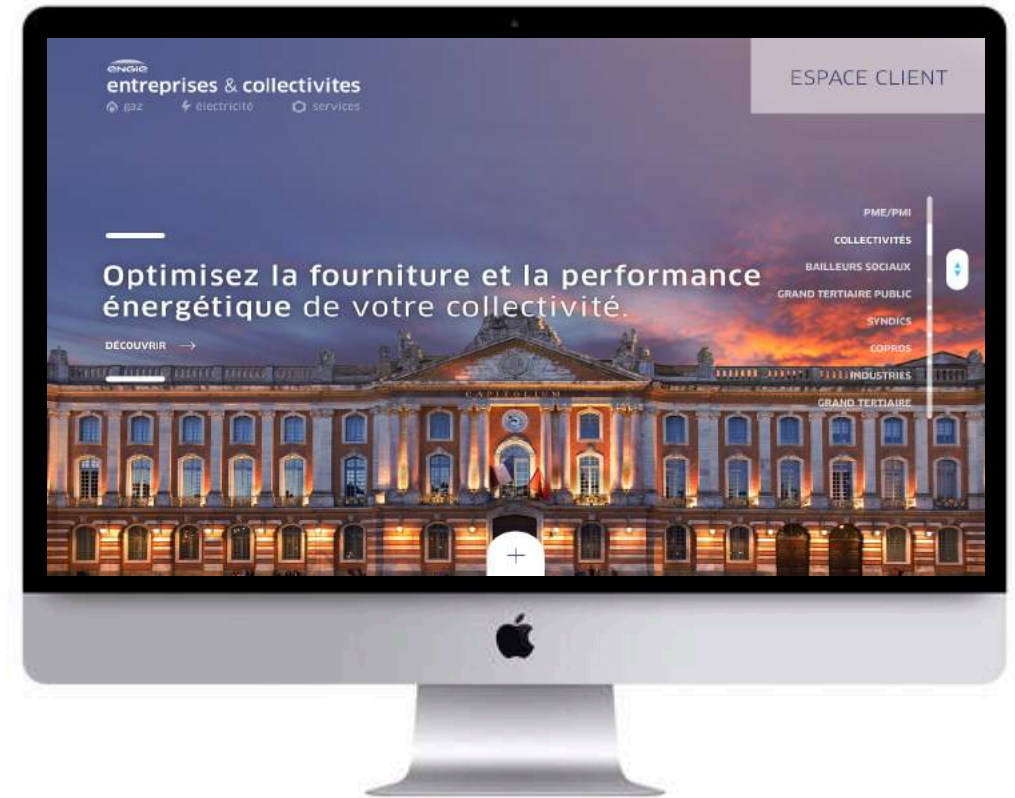 ENGIE
entreprises & collectivites
gaz électricité services
ESPACE CLIENT
Optimisez la fourniture et la performance
énergétique de votre collectivité.
DÉCOUVRIR
PME/PMI
COLLECTIVITÉS
BAILLEURS SOCIAUX
GRAND TERTIAIRE PUBLIC
SYNDICS
COPROS
INDUSTRIES
GRAND TERTIAIRE
CAPITOLIUM